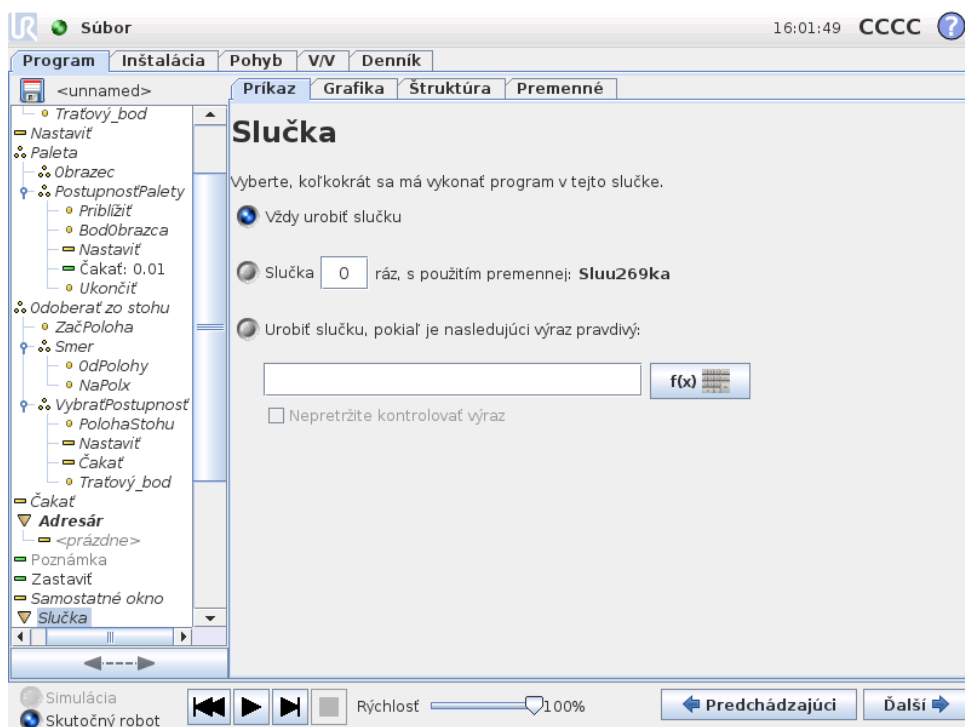 UR Súbor 16:01:49 CCCC ?
Program Inštalácia Pohyb V/V Denník
<unnamed>
Príkaz Grafika Štruktúra Premenné
Traťový_bod
Nastaviť
Paleta
Obrazec
PostupnosťPalety
Priblížiť
BodObrazca
Nastaviť
Čakať: 0.01
Ukončiť
Odoberať zo stohu
ZačPoloha
Smer
OdPolohy
NaPolx
VybraťPostupnosť
PolohaStohu
Nastaviť
Čakať
Traťový_bod
Čakať
Adresár
<prázdne>
Poznámka
Zastaviť
Samostatné okno
Slučka
Slučka
Vyberte, koľkokrát sa má vykonať program v tejto slučke.
Vždy urobiť slučku
Slučka 0 ráz, s použitím premennej: Sluu269ka
Urobiť slučku, pokiaľ je nasledujúci výraz pravdivý:
f(x)
Nepretržite kontrolovať výraz
Simulácia
Skutočný robot
Rýchlosť 100%
Predchádzajúci Ďalší